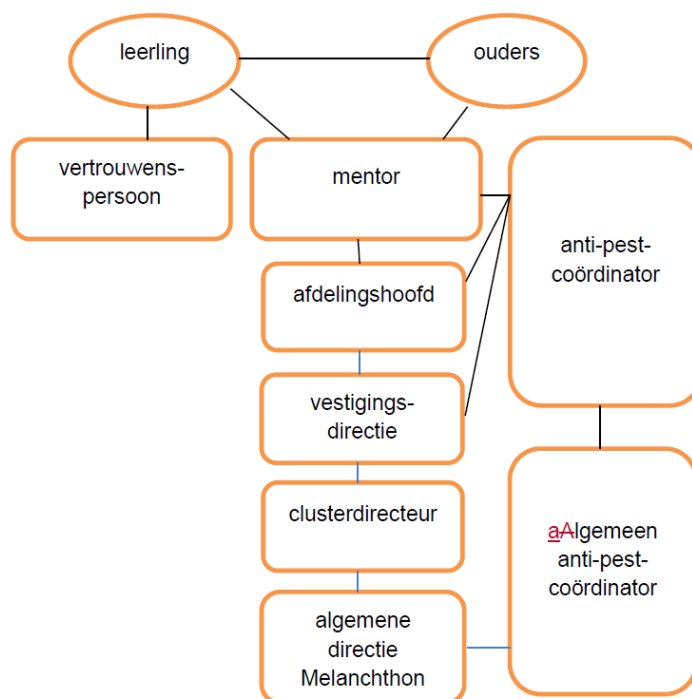 leerling
ouders
vertrouwens-
persoon
mentor
anti-pest-
coördinator
afdelingshoofd
vestigings-
directie
clusterdirecteur
aAlgemeen
anti-pest-
coördinator
algemene
directie
Melanchthon